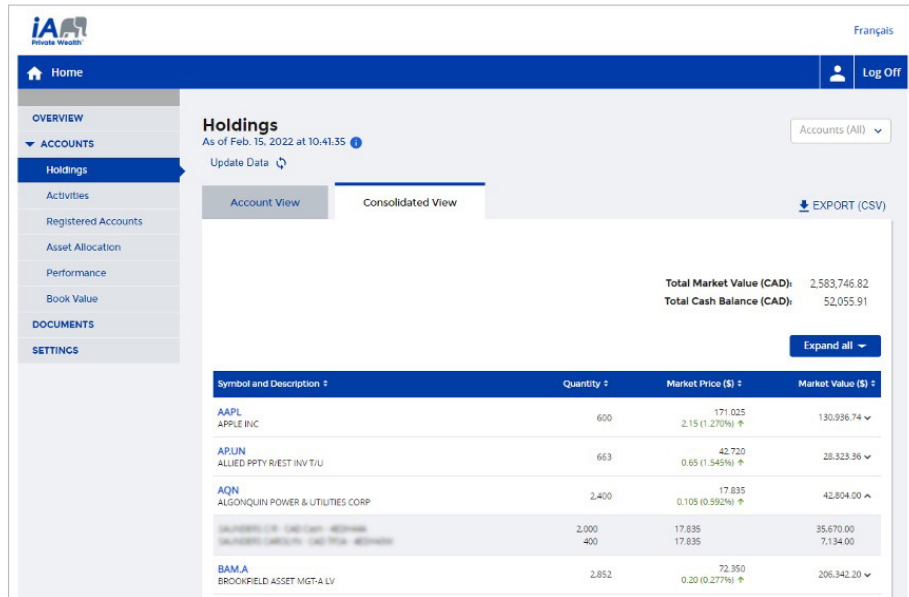 iA
Private Wealth
Français
Home
Log Off
OVERVIEW
ACCOUNTS
Holdings
Activities
Registered Accounts
Asset Allocation
Performance
Book Value
DOCUMENTS
SETTINGS
Holdings
As of Feb. 15, 2022 at 10:41:35
Update Data
Accounts (All)
Account View
Consolidated View
EXPORT (CSV)
Total Market Value (CAD): 2,583,746.82
Total Cash Balance (CAD): 52,055.91
Expand all
Symbol and Description Quantity Market Price ($) Market Value ($)
AAPL
APPLE INC 600 171.025 130,936.74
2.15 (1.270%)
AP.UN
ALLIED PPTY R/EST INV T/U 663 42.720 28,323.36
0.65 (1.545%)
AQN
ALGONQUIN POWER & UTILITIES CORP 2,400 17.835 42,804.00
0.105 (0.592%)
2,000 17.835 35,670.00
400 17.835 7,134.00
BAM.A
BROOKFIELD ASSET MGT-A LV 2,852 72.350 206,342.20
0.20 (0.277%)